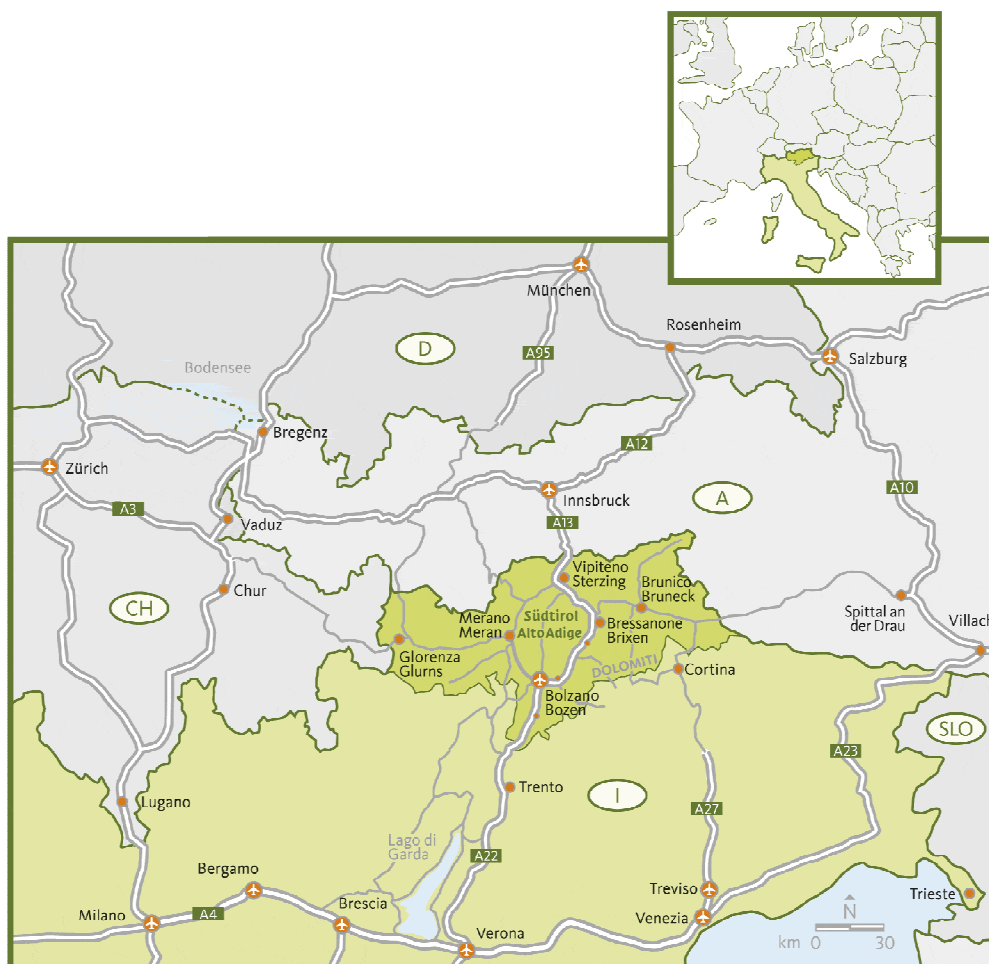 München
Rosenheim
D
A95
Salzburg
Bodensee
Bregenz
A12
Zürich
A10
Innsbruck
A
A3
A13
Vaduz
Vipiteno
Sterzing
Brunico
Bruneck
Chur
CH
Südtirol
Alto Adige
Merano
Meran
Bressanone
Brixen
Spittal an
der Drau
Villach
Glorenza
Glurns
DOLOMITI
Cortina
Bolzano
Bozen
SLO
A23
Trento
I
Lugano
A27
Lago di
Garda
A22
Bergamo
Treviso
Trieste
Brescia
Milano
A4
Venezia
N
Verona
km 0 30